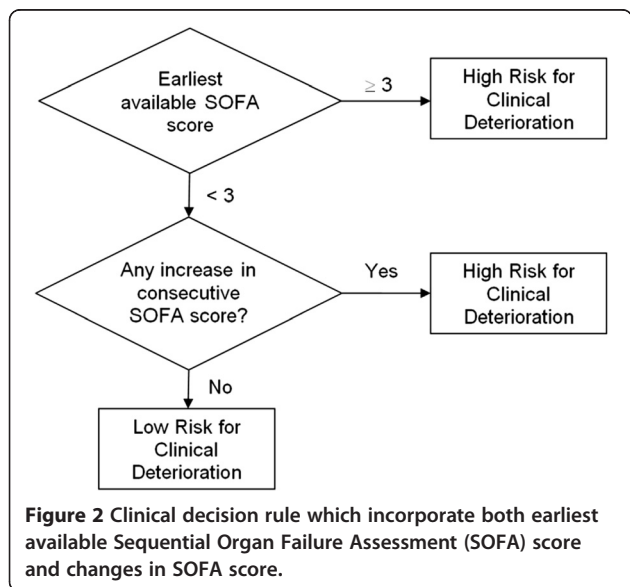 Earliest
available SOFA
score
≥ 3
High Risk for
Clinical
Deterioration
< 3
Any increase in
consecutive
SOFA score?
Yes
High Risk for
Clinical
Deterioration
No
Low Risk for
Clinical
Deterioration
Figure 2 Clinical decision rule which incorporate both earliest
available Sequential Organ Failure Assessment (SOFA) score
and changes in SOFA score.